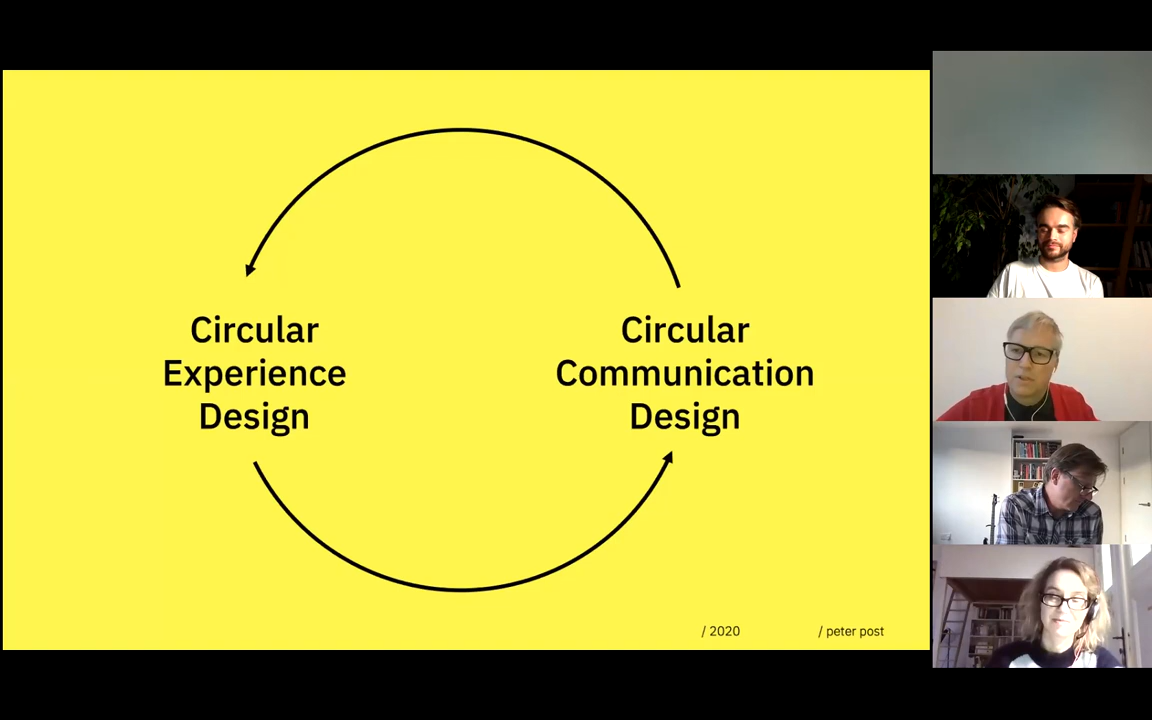 Circular
Experience
Design
Circular
Communication
Design
/ 2020
/ peter post